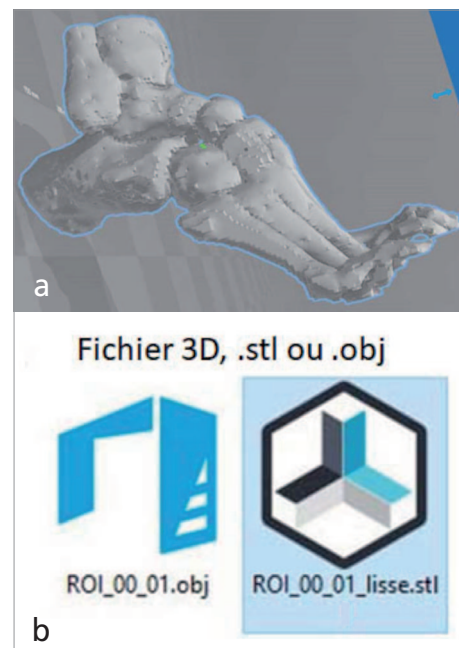 a
Fichier 3D, .stl ou .obj
ROI_00_01.obj
ROI_00_01_lisse.stl
b